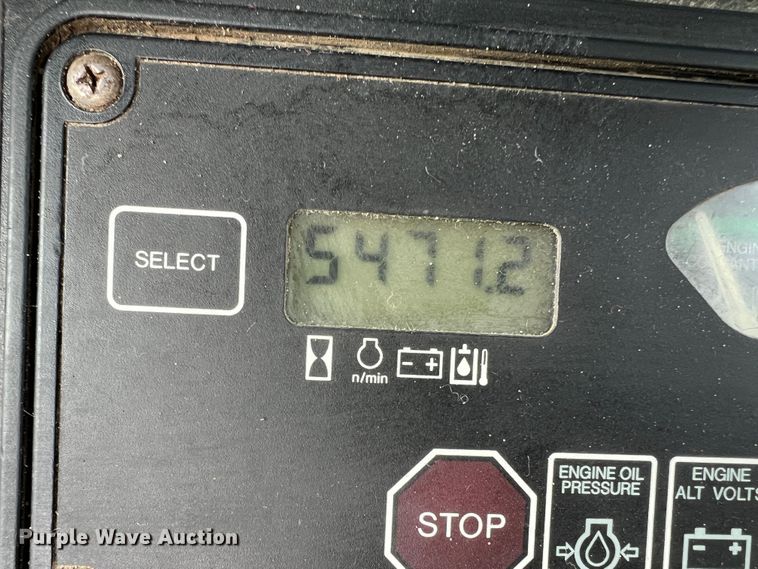 SELECT
5471.2
n/min
STOP
ENGINE OIL
PRESSURE
ENGINE
ALT VOLTS
Purple Wave Auction